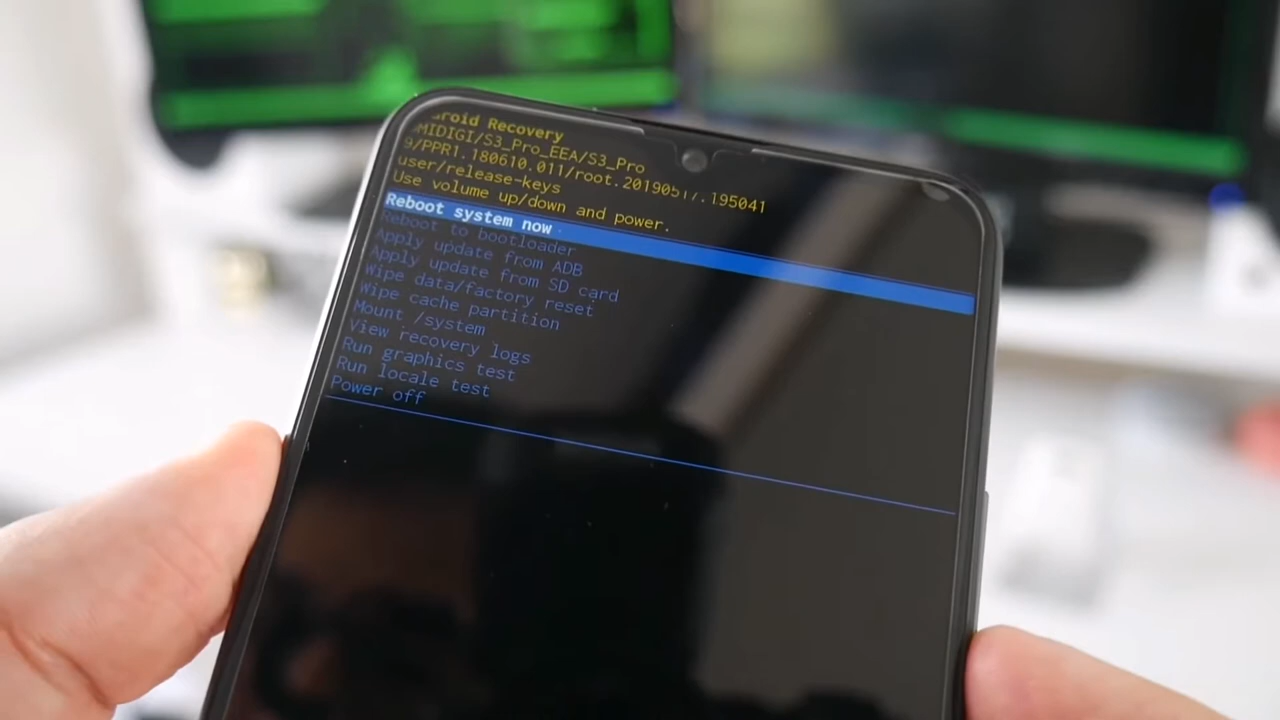 Recovery
UMIDIGI/S3_Pro_EEA/S3_Pro
9/PPR1.180610.011/root.20190517.195041
user/release-keys
Use volume up/down and power.
Reboot system now
Reboot to bootloader
Apply update from ADB
Apply update from SD card
Wipe data/factory reset
Wipe cache partition
Mount /system
View recovery logs
Run graphics test
Run locale test
Power off